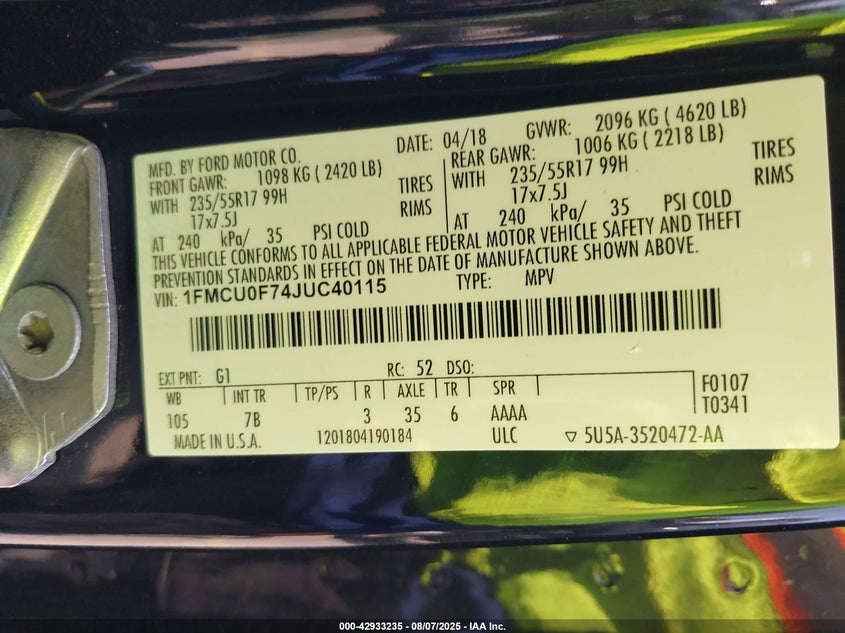 MFD. BY FORD MOTOR CO. DATE: 04/18 GVWR: 2096 KG ( 4620 LB)
FRONT GAWR: 1098 KG ( 2420 LB) REAR GAWR: 1006 KG ( 2218 LB)
WITH 235/55R17 99H TIRES WITH 235/55R17 99H TIRES
17x7.5J RIMS 17x7.5J RIMS
AT 240 kPa/ 35 PSI COLD AT 240 kPa/ 35 PSI COLD
THIS VEHICLE CONFORMS TO ALL APPLICABLE FEDERAL MOTOR VEHICLE SAFETY AND THEFT
PREVENTION STANDARDS IN EFFECT ON THE DATE OF MANUFACTURE SHOWN ABOVE.
VIN: 1FMCU0F74JUC40115 TYPE: MPV
EXT PNT: G1 RC: 52 DSO:
WB INT TR TP/PS R AXLE TR SPR F0107
105 7B 3 35 6 AAAA T0341
MADE IN U.S.A. 1201804190184 ULC ▽ 5U5A-3520472-AA
000-42933235 - 08/07/2025 - IAA Inc.